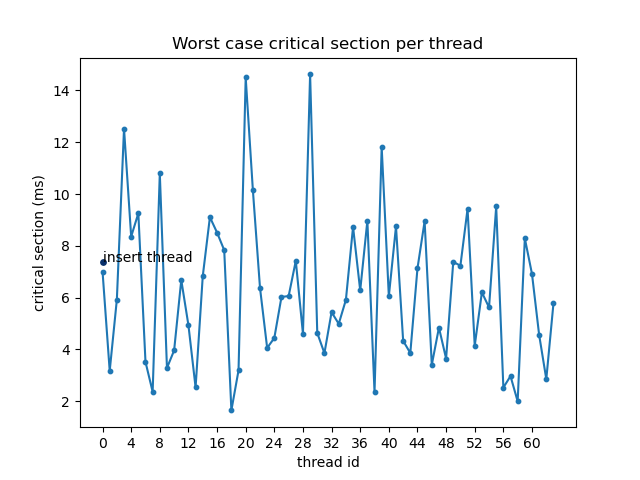 Worst case critical section per thread
critical section (ms)
14
12
10
8
6
4
2
insert thread
0 4 8 12 16 20 24 28 32 36 40 44 48 52 56 60
thread id